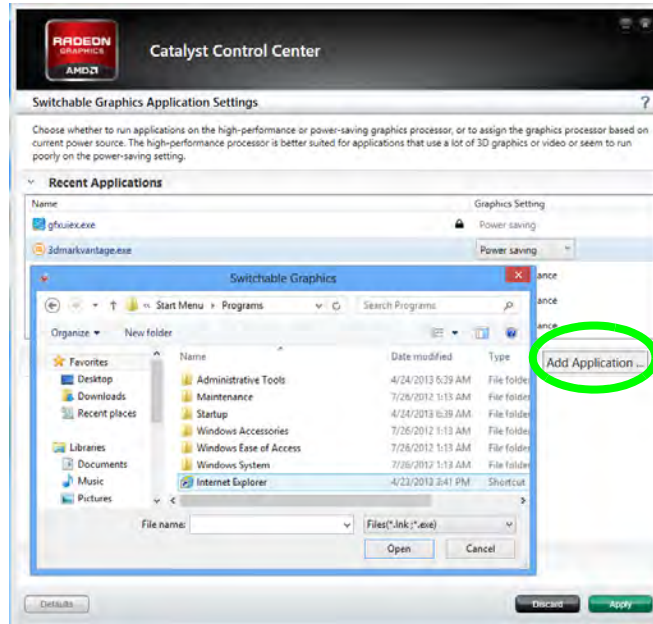 RADEON
GRAPHICS
AMD
Catalyst Control Center
Switchable Graphics Application Settings
?
Choose whether to run applications on the high-performance or power-saving graphics processor, or to assign the graphics processor based on
current power source. The high-performance processor is better suited for applications that use a lot of 3D graphics or video or seem to run
poorly on the power-saving setting.
Recent Applications
Name Graphics Setting
gfxuiex.exe Power saving
3dmarkvantage.exe Power saving
Switchable Graphics
ance
Start Menu Programs Search Programs
ance
Organize New folder
ance
Name Date modified Type
Add Application ...
Favorites
Desktop Administrative Tools 4/24/2013 6:39 AM File folder
Downloads Maintenance 7/26/2012 1:13 AM File folder
Recent places Startup 4/24/2013 6:39 AM File folder
Windows Accessories 7/26/2012 1:13 AM File folder
Libraries Windows Ease of Access 7/26/2012 1:13 AM File folder
Documents Windows System 7/26/2012 1:13 AM File folder
Music Internet Explorer 4/23/2013 2:41 PM Shortcut
Pictures
File name: Files(*.lnk ;*.exe)
Open Cancel
Defaults Discard Apply